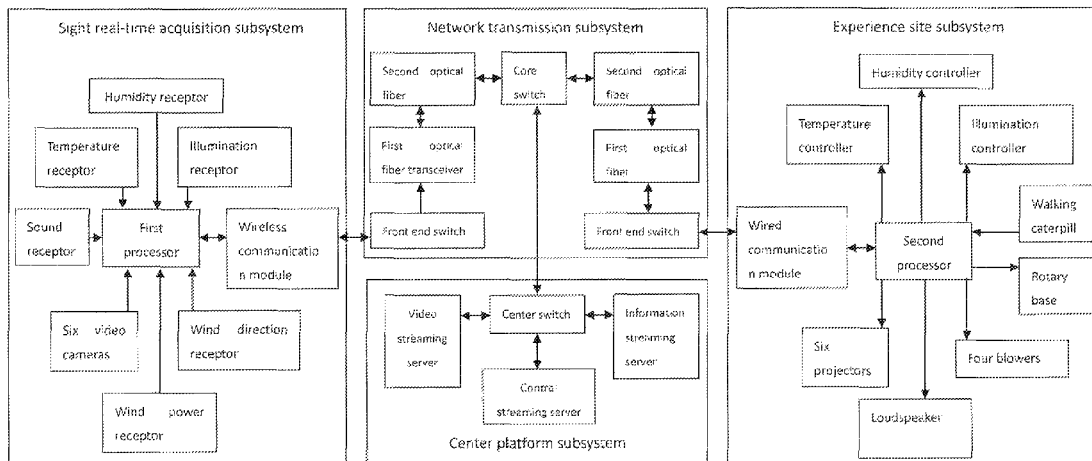 Sight real-time acquisition subsystem
Humidity receptor
Temperature
receptor
Illumination
receptor
Sound
receptor
First
processor
Wireless
communicatio
n module
Six video
cameras
Wind direction
receptor
Wind power
receptor
Network transmission subsystem
Second optical
fiber
Core
switch
Second optical
fiber
First optical
fiber transceiver
First optical
fiber
Front end switch
Front end switch
Video
streaming
server
Center switch
Information
streaming
server
Contra
streaming server
Center platform subsystem
Experience site subsystem
Humidity controller
Temperature
controller
Illumination
controller
Walking
caterpill
Wired
communicatio
n module
Second
processor
Rotary
base
Six
projectors
Four blowers
Loudspeaker